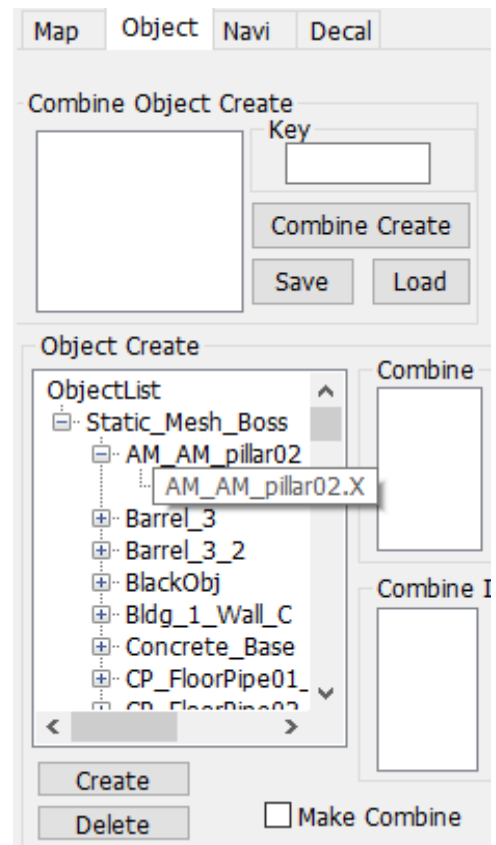 Map Object Navi Decal
Combine Object Create
Key
Combine Create
Save Load
Object Create
Combine
ObjectList
Static_Mesh_Boss
AM_AM_pillar02
AM_AM_pillar02.X
Barrel_3
Barrel_3_2
BlackObj
Combine I
Bldg_1_Wall_C
Concrete_Base
CP_FloorPipe01_
Create
Make Combine
Delete